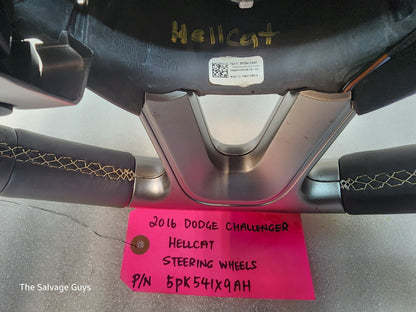 Hellcat
2016 DODGE CHALLENGER
HELLCAT
STEERING WHEELS
P/N 5PK541X9AH
The Salvage Guys